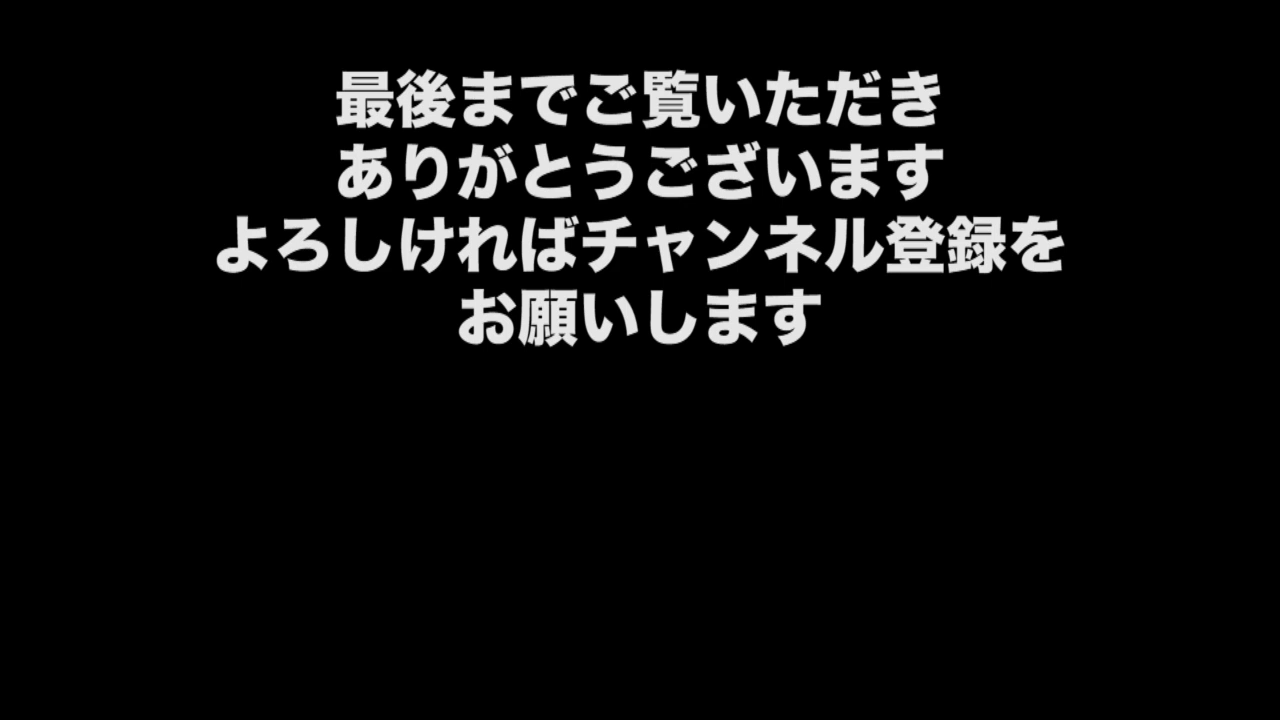 最後までご覧いただき
ありがとうございます
よろしければチャンネル登録を
お願いします